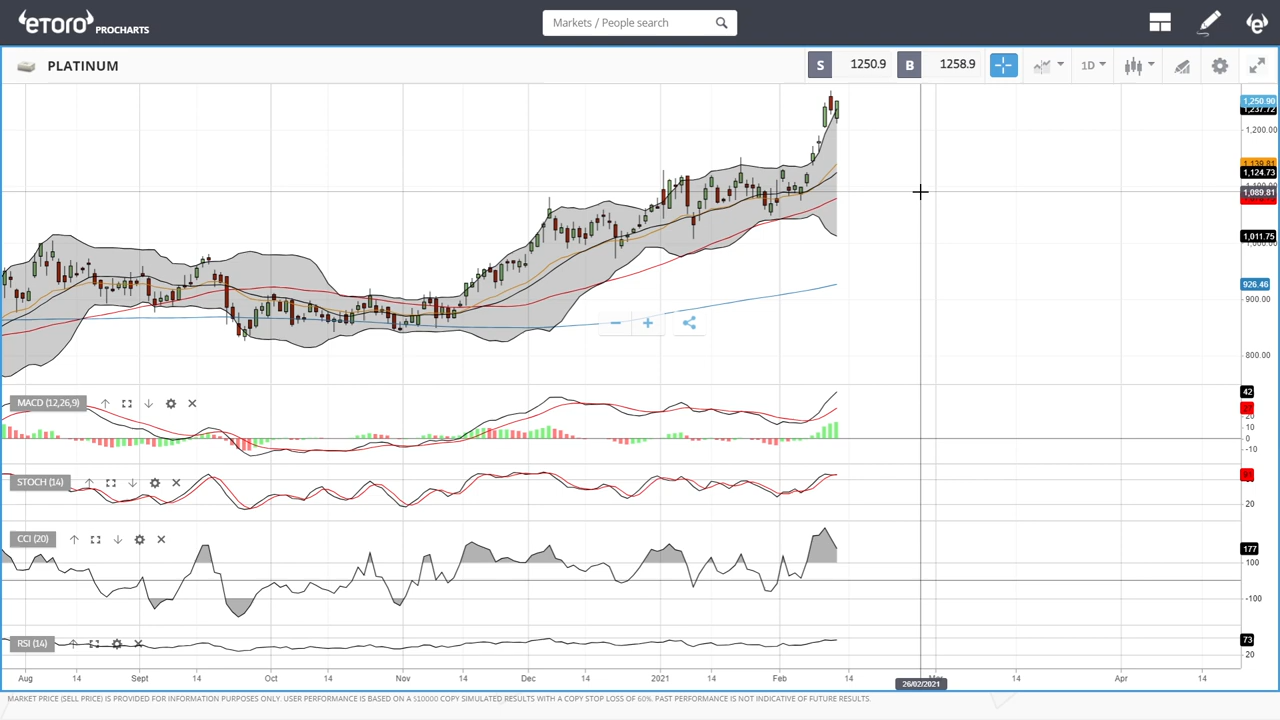 eToro PROCHARTS
Markets / People search
PLATINUM
S 1250.9 B 1258.9 1D
1,250.90
1,237.72
1,200.00
1,139.81
1,124.73
1,089.81
1,011.75
1,000.00
926.46
900.00
800.00
MACD (12,26,9)
42
22
10
0
-10
STOCH (14)
20
CCI (20)
177
100
-100
RSI (14)
73
20
Aug 14 Sept 14 Oct 14 Nov 14 Dec 14 2021 14 Feb 14 26/02/2021 14 Apr 14
MARKET PRICE (SELL PRICE) IS PROVIDED FOR INFORMATION PURPOSES ONLY. USER PERFORMANCE IS BASED ON A $10000 COPY SIMULATED RESULTS WITH A COPY STOP LOSS OF 60%. PAST PERFORMANCE IS NOT INDICATIVE OF FUTURE RESULTS.